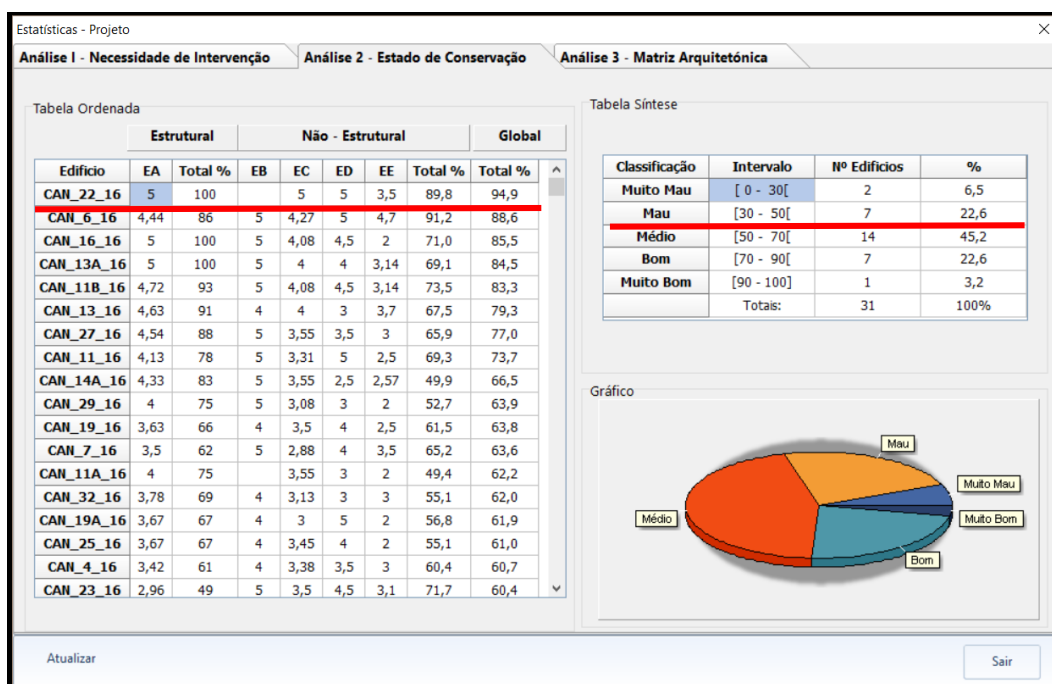 Estatísticas - Projeto
Análise I - Necessidade de Intervenção Análise 2 - Estado de Conservação Análise 3 - Matriz Arquitetónica
Tabela Ordenada
Estrutural Não - Estrutural Global
Edifício EA Total % EB EC ED EE Total % Total %
CAN_22_16 5 100 5 5 3,5 89,8 94,9
CAN_6_16 4,44 86 5 4,27 5 4,7 91,2 88,6
CAN_16_16 5 100 5 4,08 4,5 2 71,0 85,5
CAN_13A_16 5 100 5 4 4 3,14 69,1 84,5
CAN_11B_16 4,72 93 5 4,08 4,5 3,14 73,5 83,3
CAN_13_16 4,63 91 4 4 3 3,7 67,5 79,3
CAN_27_16 4,54 88 5 3,55 3,5 3 65,9 77,0
CAN_11_16 4,13 78 5 3,31 5 2,5 69,3 73,7
CAN_14A_16 4,33 83 5 3,55 2,5 2,57 49,9 66,5
CAN_29_16 4 75 5 3,08 3 2 52,7 63,9
CAN_19_16 3,63 66 4 3,5 4 2,5 61,5 63,8
CAN_7_16 3,5 62 5 2,88 4 3,5 65,2 63,6
CAN_11A_16 4 75 3,55 3 2 49,4 62,2
CAN_32_16 3,78 69 4 3,13 3 3 55,1 62,0
CAN_19A_16 3,67 67 4 3 5 2 56,8 61,9
CAN_25_16 3,67 67 4 3,45 4 2 55,1 61,0
CAN_4_16 3,42 61 4 3,38 3,5 3 60,4 60,7
CAN_23_16 2,96 49 5 3,5 4,5 3,1 71,7 60,4
Tabela Síntese
Classificação Intervalo Nº Edifícios %
Muito Mau [ 0 - 30[ 2 6,5
Mau [30 - 50[ 7 22,6
Médio [50 - 70[ 14 45,2
Bom [70 - 90[ 7 22,6
Muito Bom [90 - 100] 1 3,2
Totais: 31 100%
Gráfico
Mau
Muito Mau
Médio
Muito Bom
Bom
Atualizar
Sair